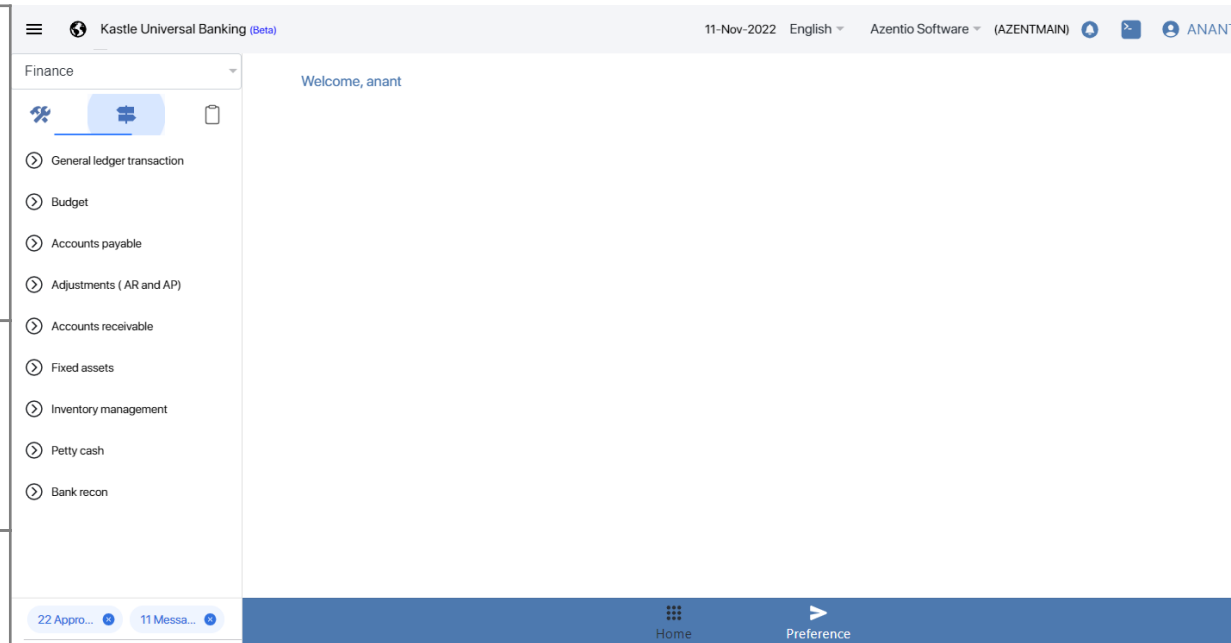 Kastle Universal Banking (Beta)
11-Nov-2022 English Azentio Software (AZENTMAIN) ANANT
Finance
Welcome, anant
General ledger transaction
Budget
Accounts payable
Adjustments ( AR and AP)
Accounts receivable
Fixed assets
Inventory management
Petty cash
Bank recon
22 Appro... 11 Messa...
Home Preference